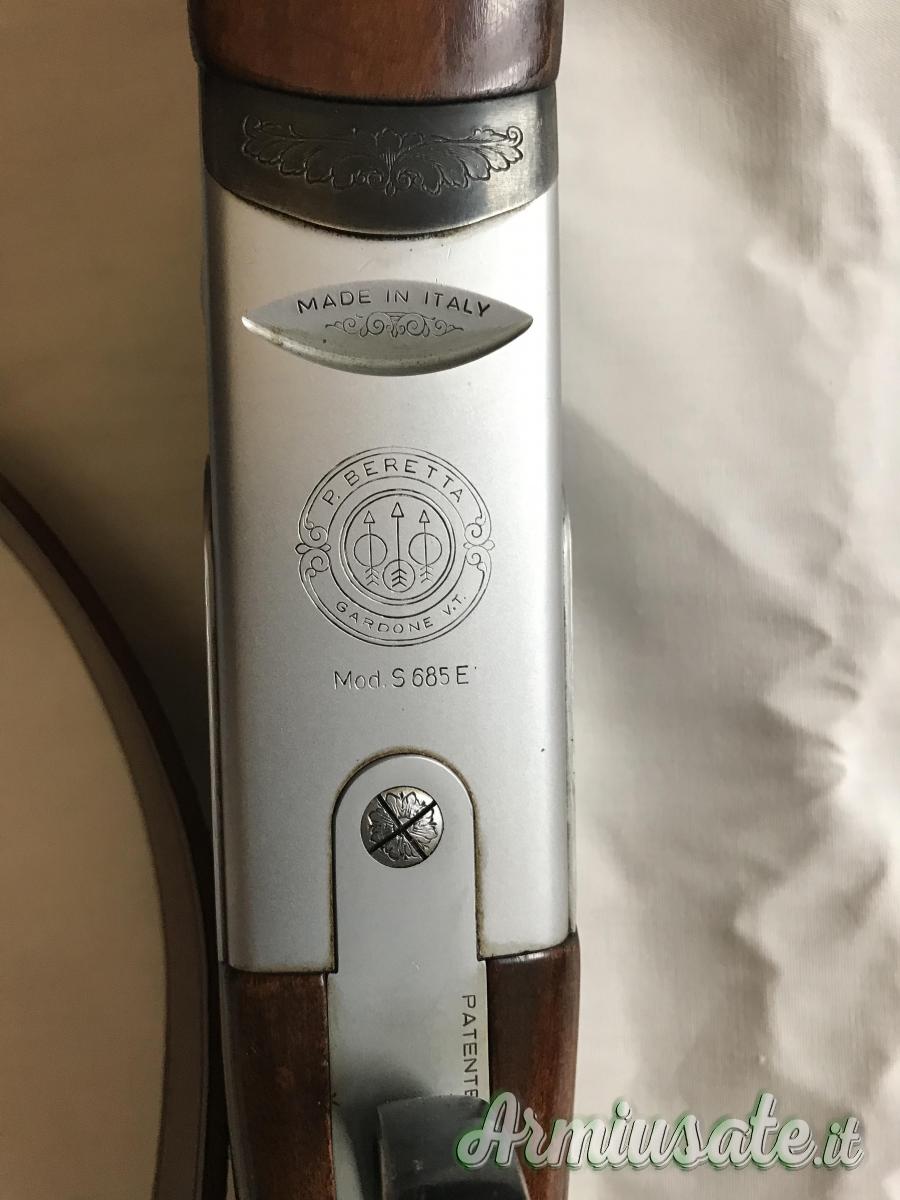 MADE IN ITALY
P. BERETTA
GARDONE V.T.
Mod. S 685 E
PATENTE
Armiusate.it